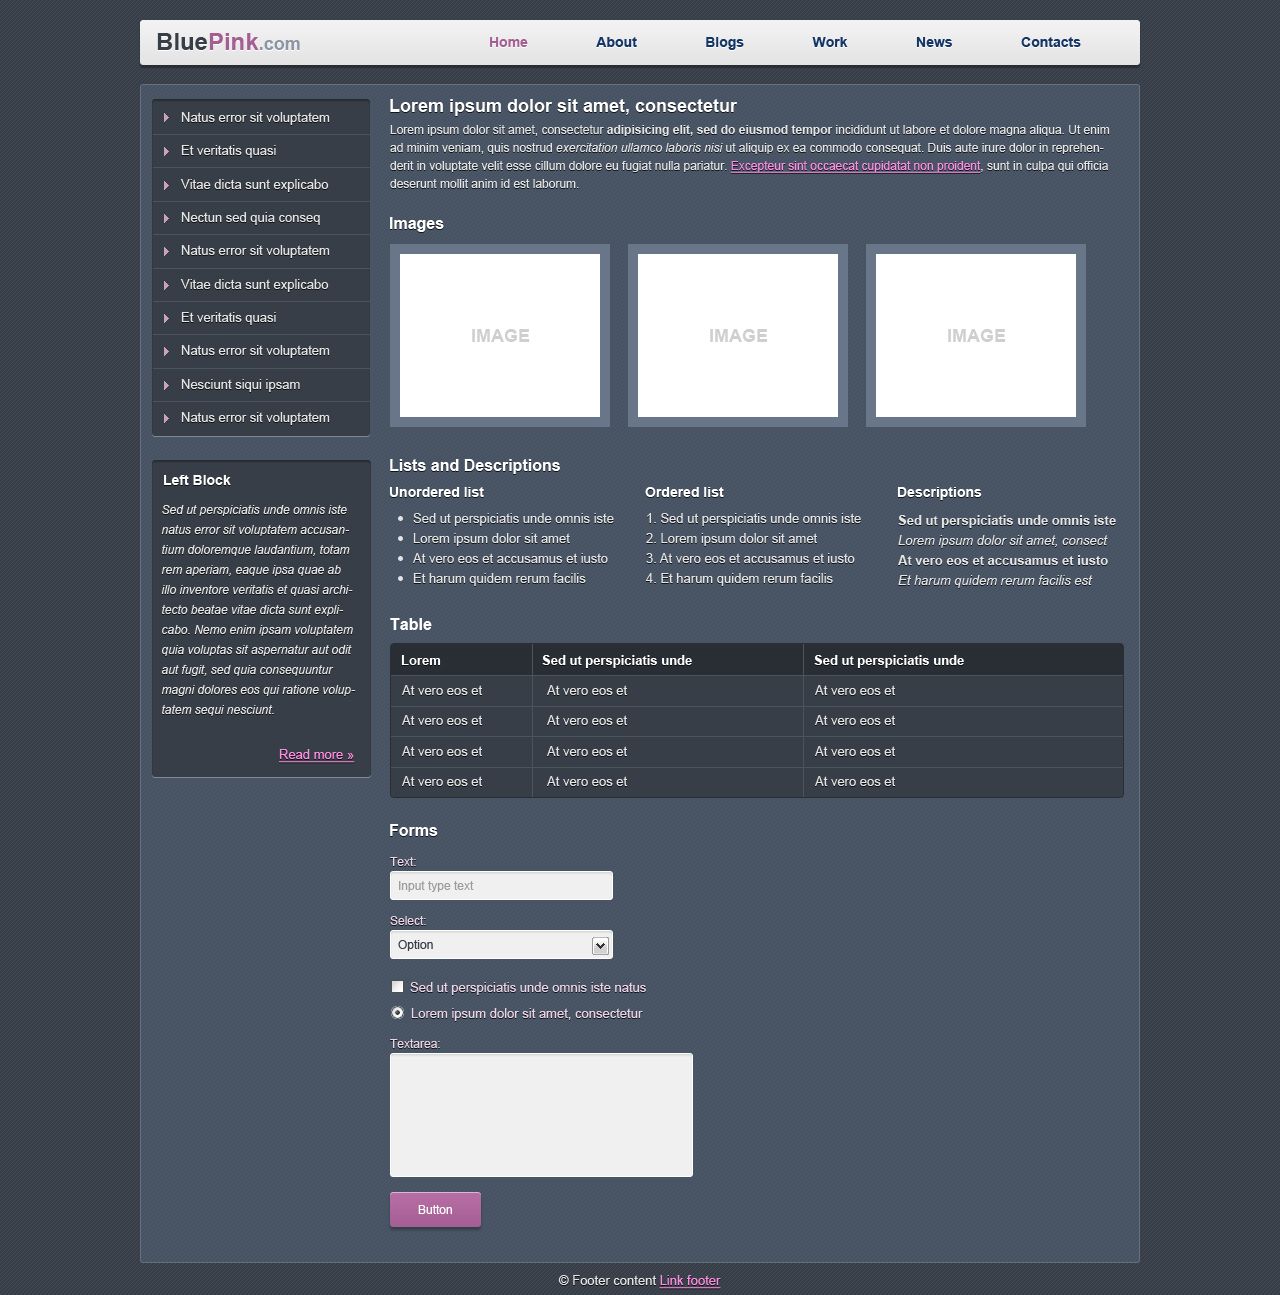 BluePink.com
Home About Blogs Work News Contacts
Natus error sit voluptatem
Et veritatis quasi
Vitae dicta sunt explicabo
Nectun sed quia conseq
Natus error sit voluptatem
Vitae dicta sunt explicabo
Et veritatis quasi
Natus error sit voluptatem
Nesciunt siqui ipsam
Natus error sit voluptatem
Left Block
Sed ut perspiciatis unde omnis iste
natus error sit voluptatem accusan-
tium doloremque laudantium, totam
rem aperiam, eaque ipsa quae ab
illo inventore veritatis et quasi archi-
tecto beatae vitae dicta sunt expli-
cabo. Nemo enim ipsam voluptatem
quia voluptas sit aspernatur aut odit
aut fugit, sed quia consequuntur
magni dolores eos qui ratione volup-
tatem sequi nesciunt.
Read more »
Lorem ipsum dolor sit amet, consectetur
Lorem ipsum dolor sit amet, consectetur adipisicing elit, sed do eiusmod tempor incididunt ut labore et dolore magna aliqua. Ut enim
ad minim veniam, quis nostrud exercitation ullamco laboris nisi ut aliquip ex ea commodo consequat. Duis aute irure dolor in reprehen-
derit in voluptate velit esse cillum dolore eu fugiat nulla pariatur. Excepteur sint occaecat cupidatat non proident, sunt in culpa qui officia
deserunt mollit anim id est laborum.
Images
IMAGE IMAGE IMAGE
Lists and Descriptions
Unordered list
• Sed ut perspiciatis unde omnis iste
• Lorem ipsum dolor sit amet
• At vero eos et accusamus et iusto
• Et harum quidem rerum facilis
Ordered list
1. Sed ut perspiciatis unde omnis iste
2. Lorem ipsum dolor sit amet
3. At vero eos et accusamus et iusto
4. Et harum quidem rerum facilis
Descriptions
Sed ut perspiciatis unde omnis iste
Lorem ipsum dolor sit amet, consect
At vero eos et accusamus et iusto
Et harum quidem rerum facilis est
Table
Lorem Sed ut perspiciatis unde Sed ut perspiciatis unde
At vero eos et At vero eos et At vero eos et
At vero eos et At vero eos et At vero eos et
At vero eos et At vero eos et At vero eos et
At vero eos et At vero eos et At vero eos et
Forms
Text:
Input type text
Select:
Option
Sed ut perspiciatis unde omnis iste natus
Lorem ipsum dolor sit amet, consectetur
Textarea:
Button
© Footer content Link footer